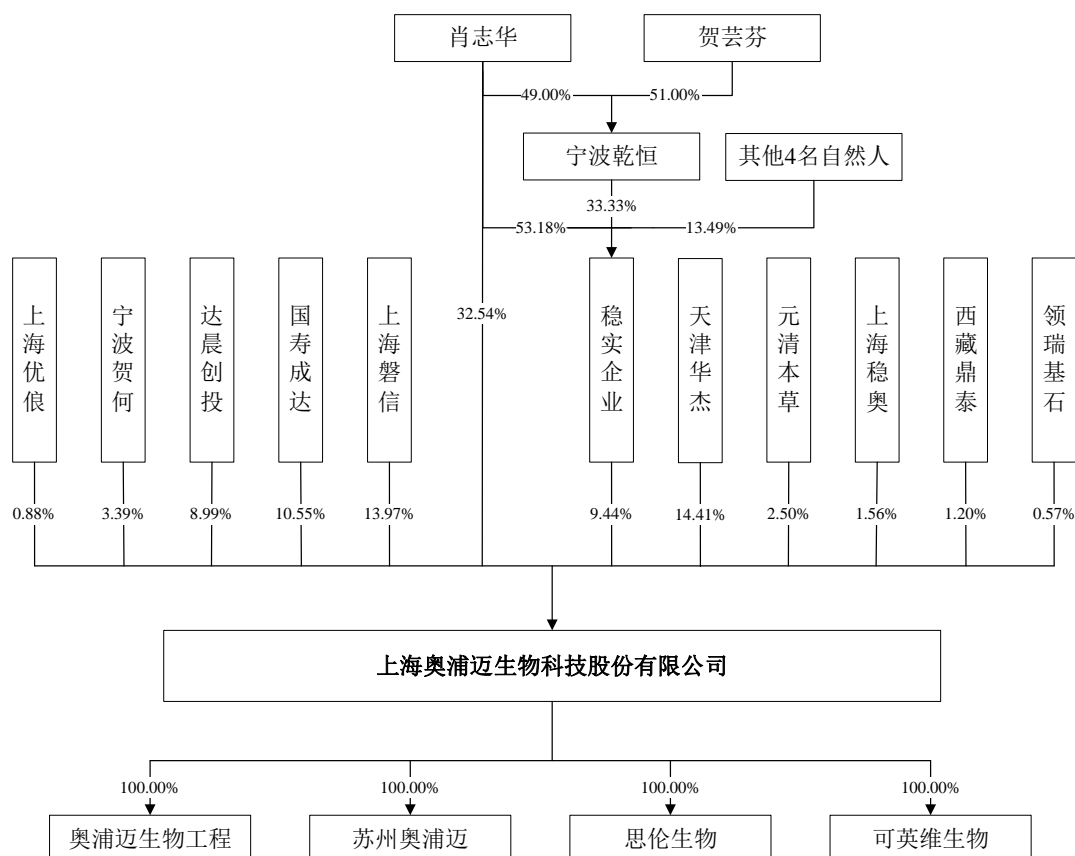 肖志华
贺芸芬
49.00%
51.00%
宁波乾恒
其他4名自然人
33.33%
53.18%
13.49%
上海优俍
宁波贺何
达晨创投
国寿成达
上海磐信
32.54%
稳实企业
天津华杰
元清本草
上海稳奥
西藏鼎泰
领瑞基石
0.88%
3.39%
8.99%
10.55%
13.97%
9.44%
14.41%
2.50%
1.56%
1.20%
0.57%
上海奥浦迈生物科技股份有限公司
100.00%
100.00%
100.00%
100.00%
奥浦迈生物工程
苏州奥浦迈
思伦生物
可英维生物